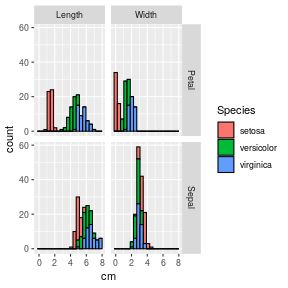 Length Width
60
40
20
0
Petal
60
40
20
0
Sepal
0 2 4 6 8 0 2 4 6 8
cm
count
Species
setosa
versicolor
virginica